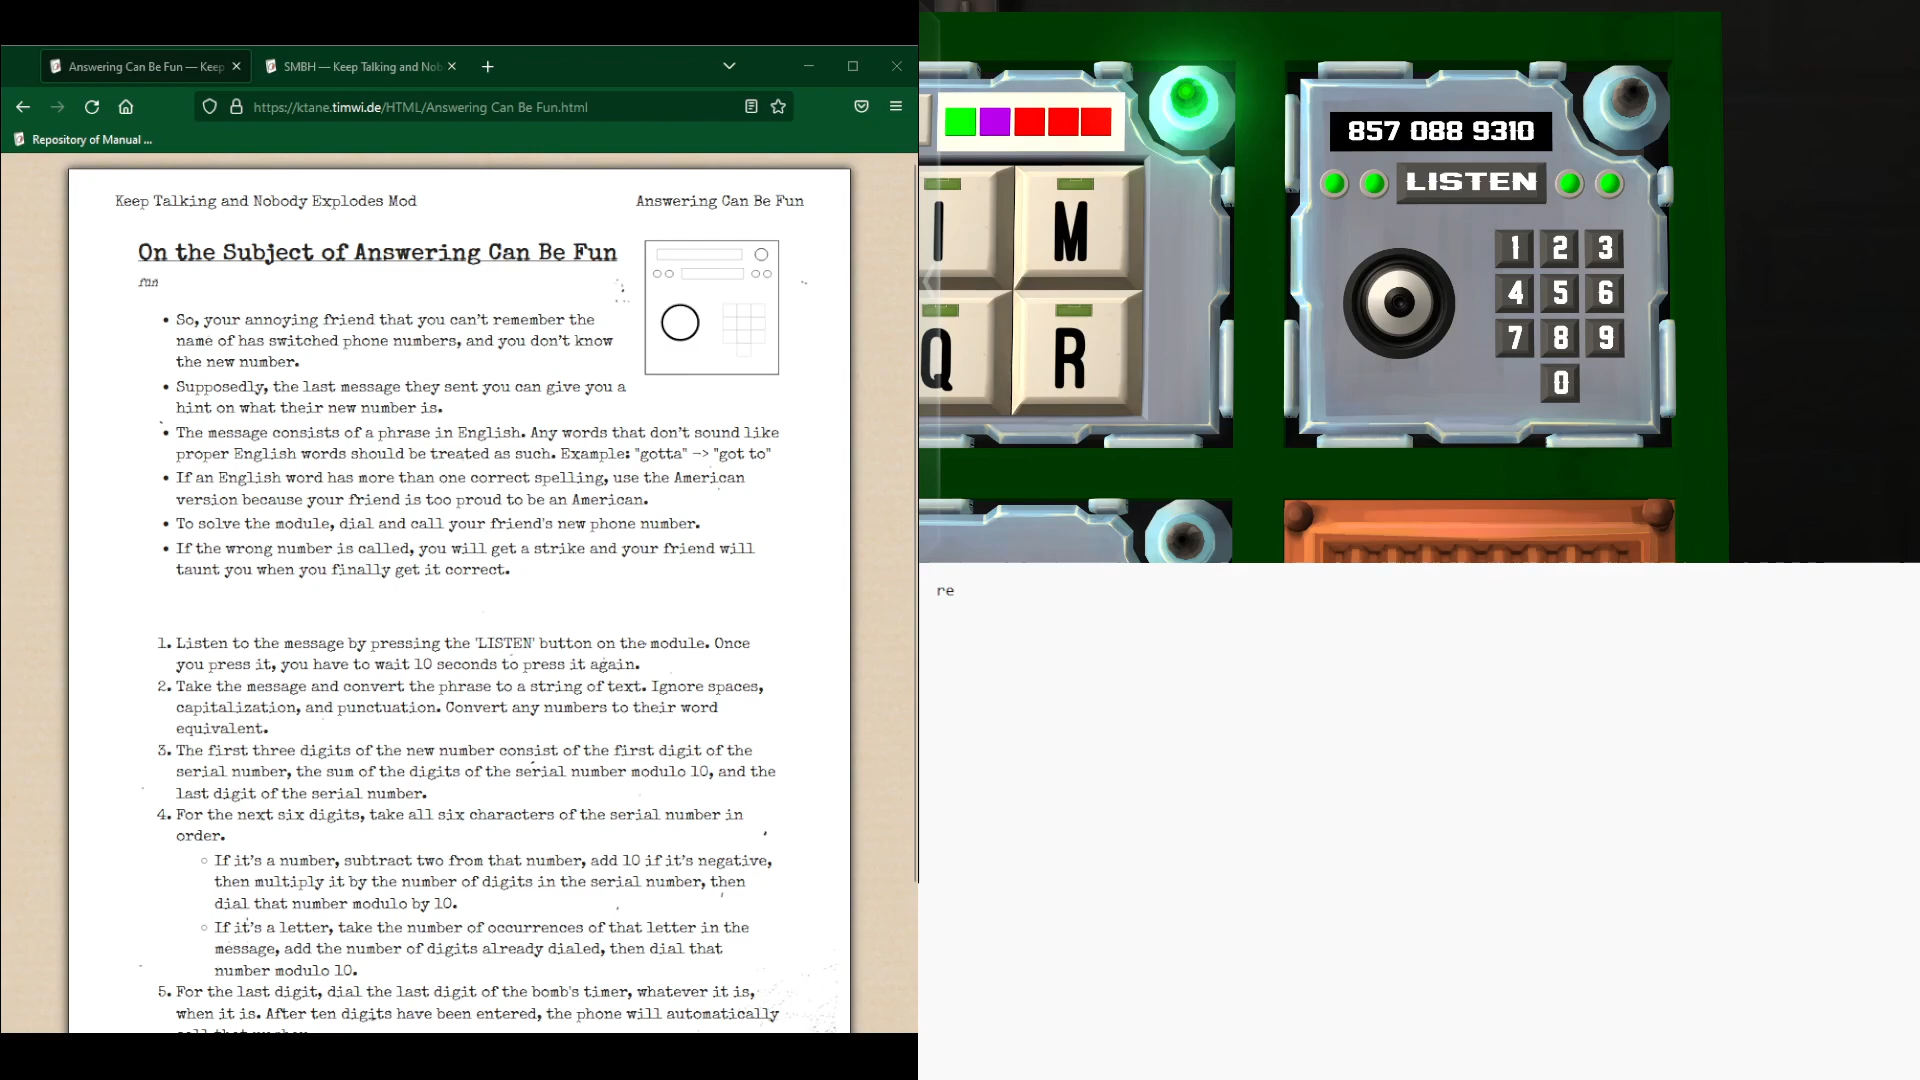 Answering Can Be Fun — Keep
SMBH — Keep Talking and Nob
https://ktane.timwi.de/HTML/Answering Can Be Fun.html
Repository of Manual ...
Keep Talking and Nobody Explodes Mod
Answering Can Be Fun
On the Subject of Answering Can Be Fun
fun
• So, your annoying friend that you can't remember the
name of has switched phone numbers, and you don't know
the new number.
• Supposedly, the last message they sent you can give you a
hint on what their new number is.
• The message consists of a phrase in English. Any words that don't sound like
proper English words should be treated as such. Example: "gotta" -> "got to"
• If an English word has more than one correct spelling, use the American
version because your friend is too proud to be an American.
• To solve the module, dial and call your friend's new phone number.
• If the wrong number is called, you will get a strike and your friend will
taunt you when you finally get it correct.
1. Listen to the message by pressing the 'LISTEN' button on the module. Once
you press it, you have to wait 10 seconds to press it again.
2. Take the message and convert the phrase to a string of text. Ignore spaces,
capitalization, and punctuation. Convert any numbers to their word
equivalent.
3. The first three digits of the new number consist of the first digit of the
serial number, the sum of the digits of the serial number modulo 10, and the
last digit of the serial number.
4. For the next six digits, take all six characters of the serial number in
order.
○ If it's a number, subtract two from that number, add 10 if it's negative,
then multiply it by the number of digits in the serial number, then
dial that number modulo by 10.
○ If it's a letter, take the number of occurrences of that letter in the
message, add the number of digits already dialed, then dial that
number modulo 10.
5. For the last digit, dial the last digit of the bomb's timer, whatever it is,
when it is. After ten digits have been entered, the phone will automatically
M
Q
R
857 088 9310
LISTEN
1 2 3
4 5 6
7 8 9
0
re